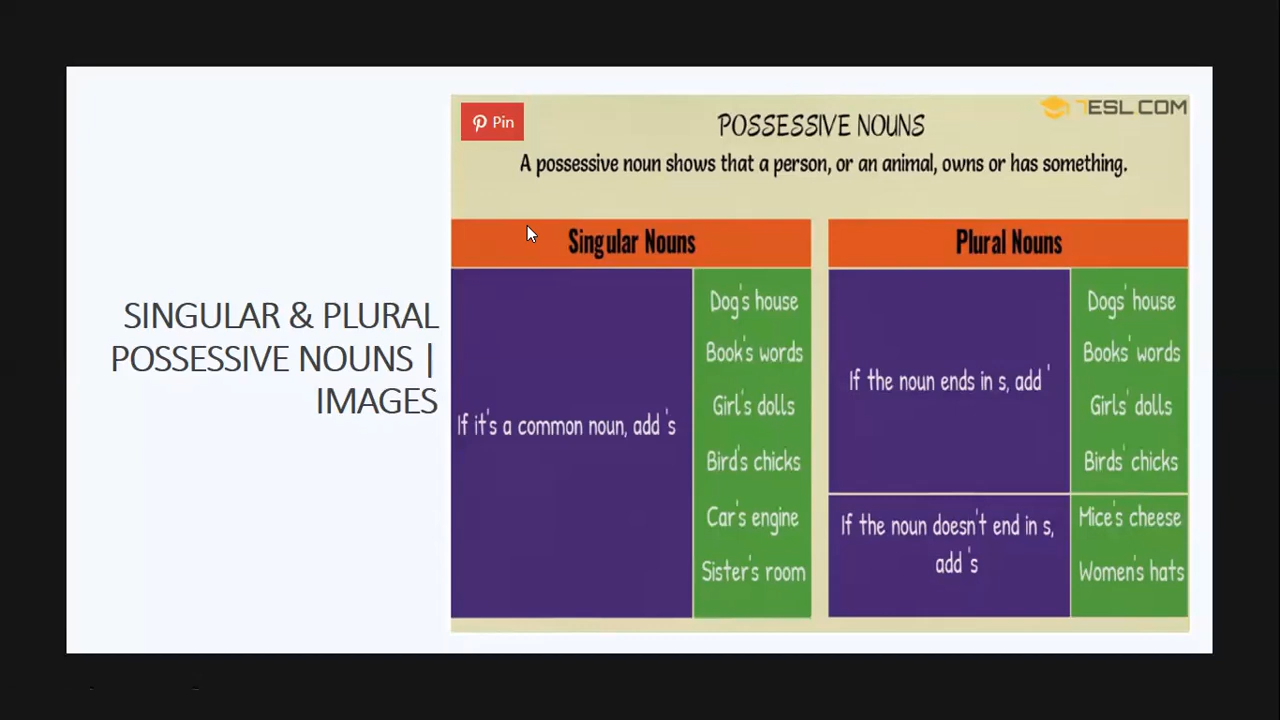 SINGULAR & PLURAL
POSSESSIVE NOUNS |
IMAGES
Pin
7ESL.COM
POSSESSIVE NOUNS
A possessive noun shows that a person, or an animal, owns or has something.
Singular Nouns
If it's a common noun, add 's
Dog's house
Book's words
Girl's dolls
Bird's chicks
Car's engine
Sister's room
Plural Nouns
If the noun ends in s, add '
Dogs' house
Books' words
Girls' dolls
Birds' chicks
If the noun doesn't end in s,
add 's
Mice's cheese
Women's hats